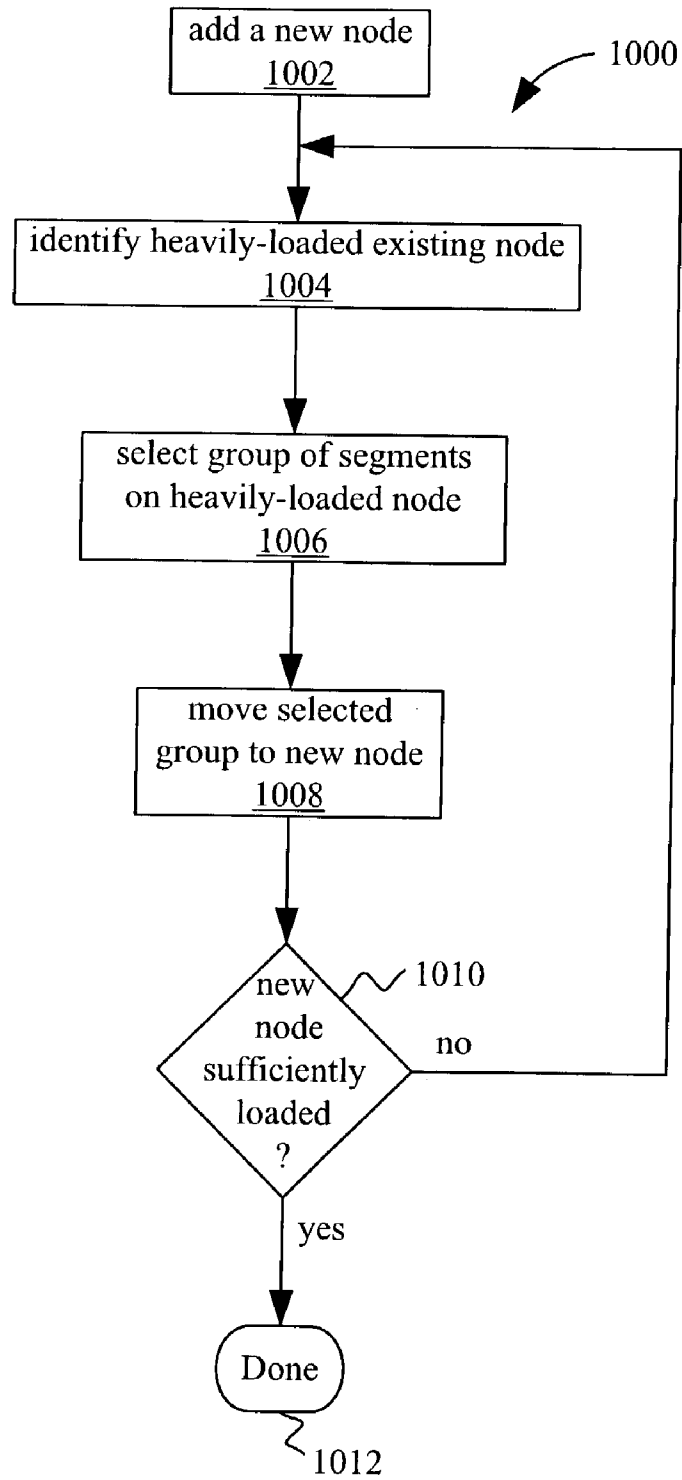 add a new node
1002
1000
identify heavily-loaded existing node
1004
select group of segments
on heavily-loaded node
1006
move selected
group to new node
1008
1010
new
node
sufficiently
loaded
?
no
yes
Done
1012